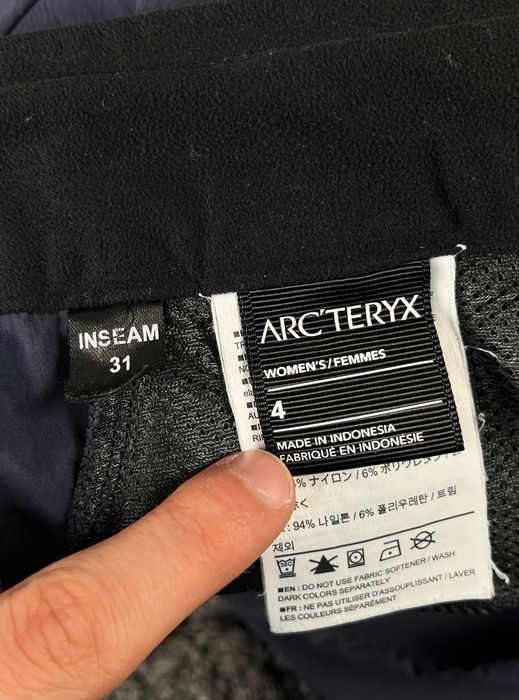 INSEAM
31
ARC'TERYX
WOMEN'S/FEMMES
4
MADE IN INDONESIA
FABRIQUÉ EN INDONÉSIE
% ナイロン / 6% ポリウレタン /
く
: 94% 나일론 / 6% 폴리우레탄 / 트림
제외
■ EN : DO NOT USE FABRIC SOFTENER / WASH
DARK COLORS SEPARATELY
■ FR : NE PAS UTILISER D'ASSOUPLISSANT / LAVER
LES COULEURS SÉPARÉMENT